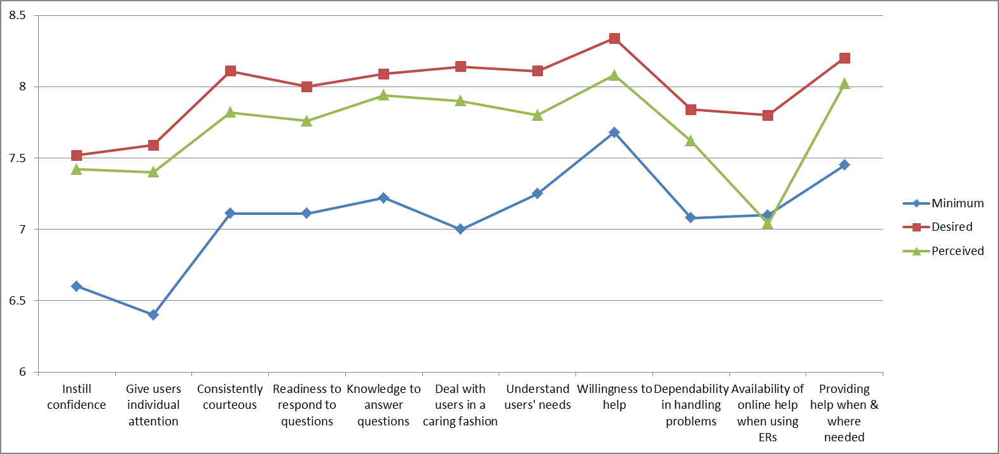 8.5
8
7.5
7
6.5
6
Instill
confidence
Give users
individual
attention
Consistently
courteous
Readiness to
respond to
questions
Knowledge to
answer
questions
Deal with
users in a
caring fashion
Understand
users' needs
Willingness to
help
Dependability
in handling
problems
Availability of
online help
when using
ERs
Providing
help when &
where
needed
Minimum
Desired
Perceived